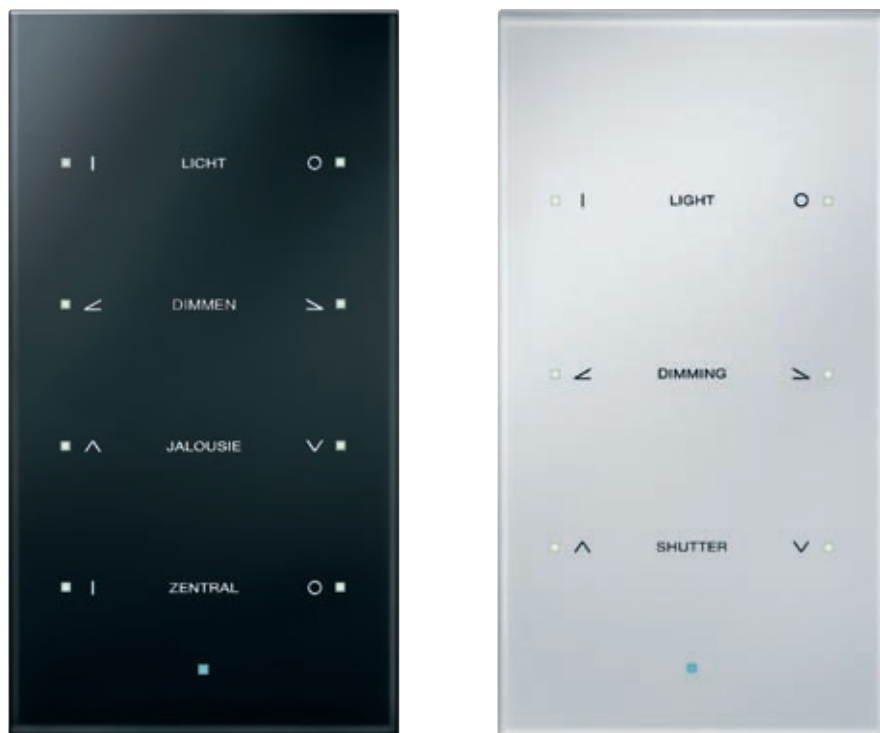 | LICHT O
< DIMMEN >
∧ JALOUSIE ∨
| ZENTRAL O
| LIGHT O
< DIMMING >
∧ SHUTTER ∨